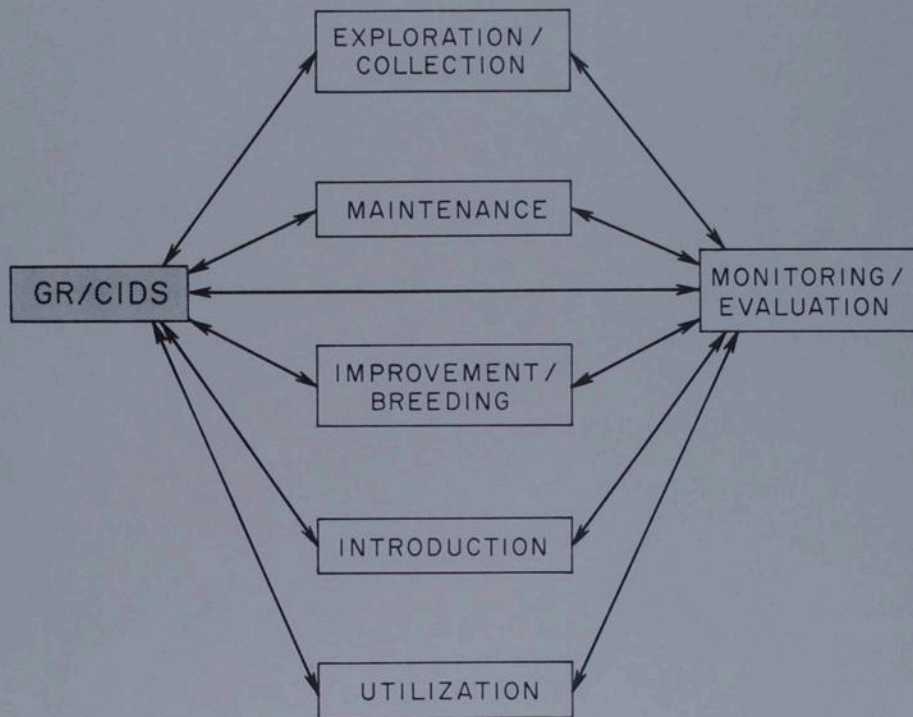 EXPLORATION/
COLLECTION
MAINTENANCE
GR/CIDS
MONITORING/
EVALUATION
IMPROVEMENT/
BREEDING
INTRODUCTION
UTILIZATION